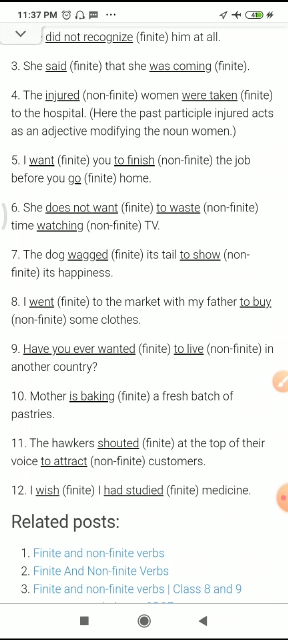 11:37 PM
did not recognize (finite) him at all.
3. She said (finite) that she was coming (finite).
4. The injured (non-finite) women were taken (finite)
to the hospital. (Here the past participle injured acts
as an adjective modifying the noun women.)
5. I want (finite) you to finish (non-finite) the job
before you go (finite) home.
6. She does not want (finite) to waste (non-finite)
time watching (non-finite) TV.
7. The dog wagged (finite) its tail to show (non-
finite) its happiness.
8. I went (finite) to the market with my father to buy
(non-finite) some clothes.
9. Have you ever wanted (finite) to live (non-finite) in
another country?
10. Mother is baking (finite) a fresh batch of
pastries.
11. The hawkers shouted (finite) at the top of their
voice to attract (non-finite) customers.
12. I wish (finite) I had studied (finite) medicine.
Related posts:
1. Finite and non-finite verbs
2. Finite And Non-finite Verbs
3. Finite and non-finite verbs | Class 8 and 9